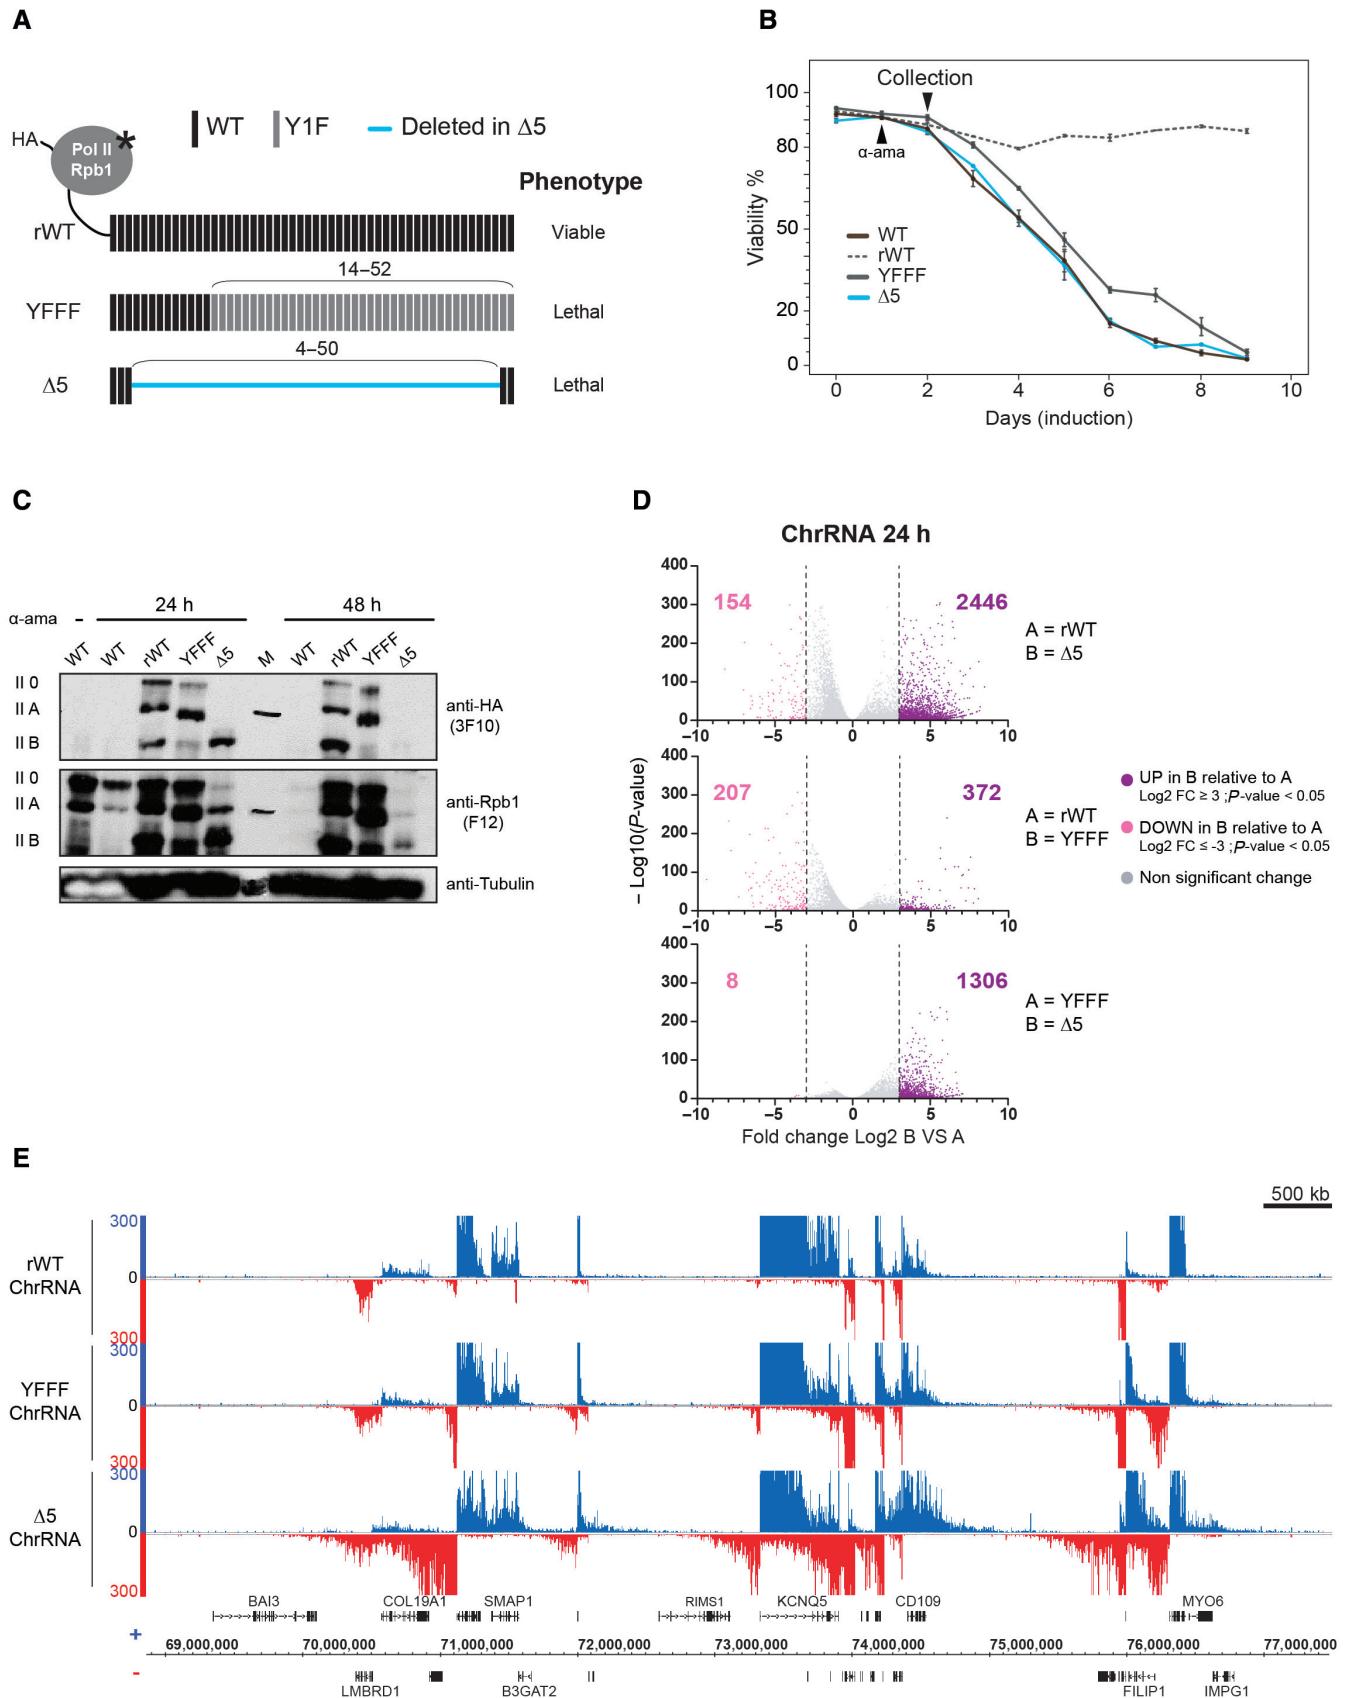 A
HA
Pol II
Rpb1
*
WT
Y1F
Deleted in Δ5
Phenotype
rWT
Viable
14–52
YFFF
Lethal
4–50
Δ5
Lethal
B
Collection
α-ama
100
80
50
20
0
Viability %
WT
rWT
YFFF
Δ5
0 2 4 6 8 10
Days (induction)
C
α-ama
-
24 h
48 h
WT WT rWT YFFF Δ5 M WT rWT YFFF Δ5
II 0
II A
II B
anti-HA
(3F10)
II 0
II A
II B
anti-Rpb1
(F12)
anti-Tubulin
D
ChrRNA 24 h
400
300
200
100
0
154
2446
A = rWT
B = Δ5
−10 −5 0 5 10
400
300
200
100
0
207
372
A = rWT
B = YFFF
−10 −5 0 5 10
400
300
200
100
0
8
1306
A = YFFF
B = Δ5
−10 −5 0 5 10
− Log10(P-value)
Fold change Log2 B VS A
UP in B relative to A
Log2 FC ≥ 3 ;P-value < 0.05
DOWN in B relative to A
Log2 FC ≤ -3 ;P-value < 0.05
Non significant change
E
500 kb
rWT
ChrRNA
300
0
300
YFFF
ChrRNA
300
0
300
Δ5
ChrRNA
300
0
300
BAI3 COL19A1 SMAP1 RIMS1 KCNQ5 CD109 MYO6
+
69,000,000 70,000,000 71,000,000 72,000,000 73,000,000 74,000,000 75,000,000 76,000,000 77,000,000
-
LMBRD1 B3GAT2 FILIP1 IMPG1